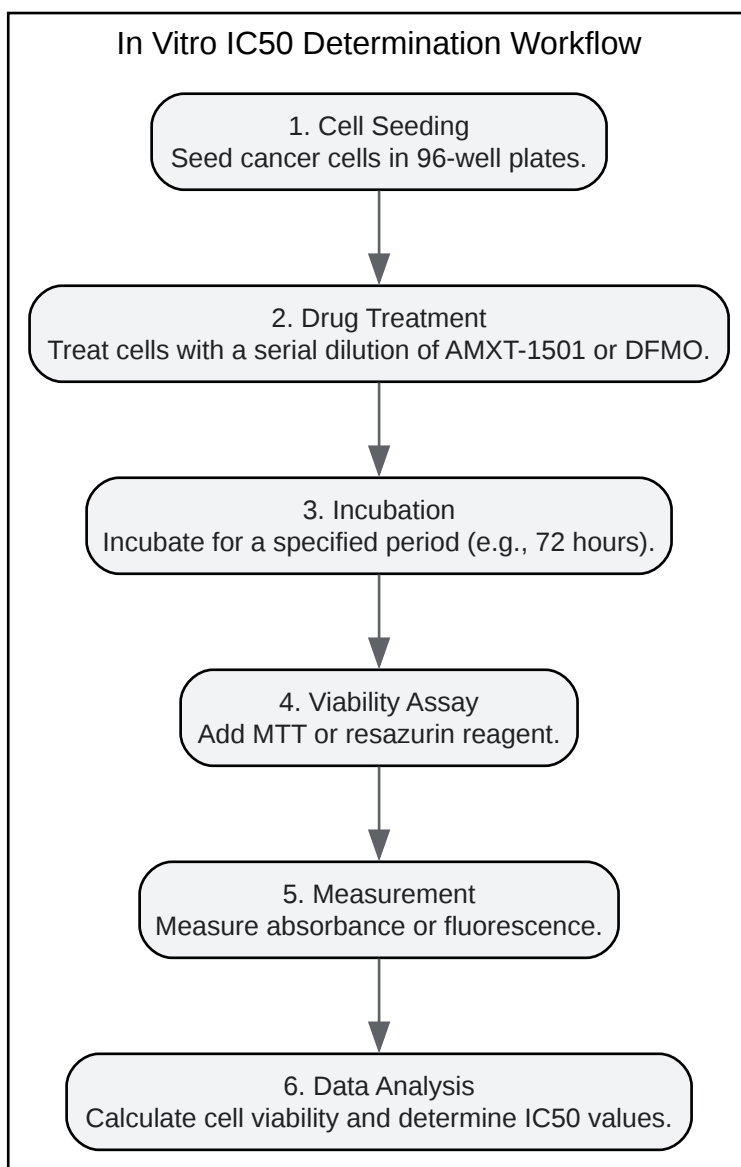 In Vitro IC50 Determination Workflow
1. Cell Seeding
Seed cancer cells in 96-well plates.
2. Drug Treatment
Treat cells with a serial dilution of AMXT-1501 or DFMO.
3. Incubation
Incubate for a specified period (e.g., 72 hours).
4. Viability Assay
Add MTT or resazurin reagent.
5. Measurement
Measure absorbance or fluorescence.
6. Data Analysis
Calculate cell viability and determine IC50 values.